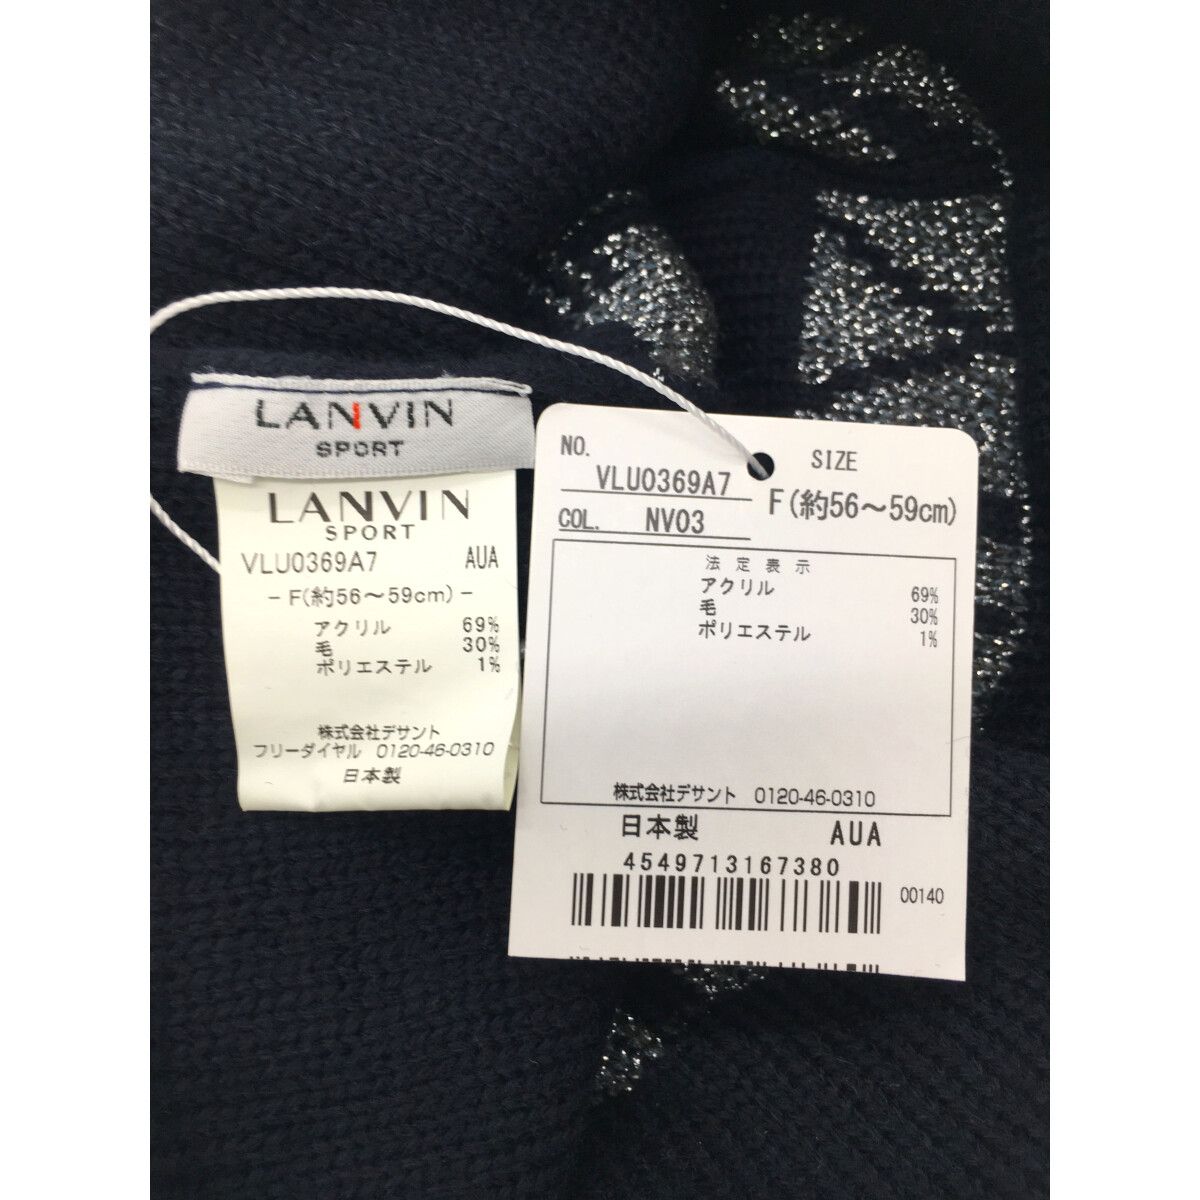 LANVIN
SPORT
LANVIN
SPORT
VLU0369A7 AUA
- F(約56～59cm) -
アクリル 69%
毛 30%
ポリエステル 1%
株式会社デサント
フリーダイヤル 0120-46-0310
日本製
NO. VLU0369A7
COL. NV03
SIZE
F(約56～59cm)
法定表示
アクリル 69%
毛 30%
ポリエステル 1%
株式会社デサント 0120-46-0310
日本製 AUA
4549713167380
00140